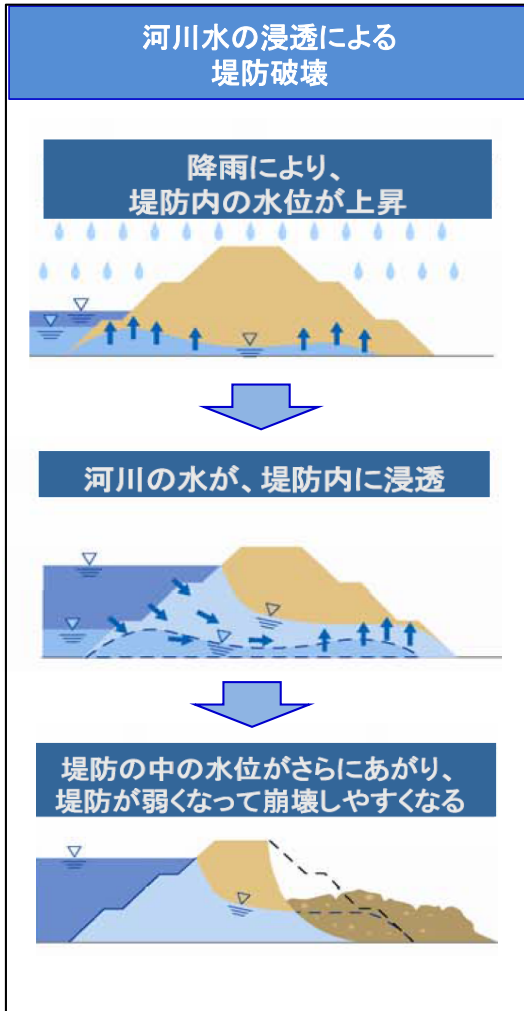 河川水の浸透による
堤防破壊
降雨により、
堤防内の水位が上昇
河川の水が、堤防内に浸透
堤防の中の水位がさらにあがり、
堤防が弱くなって崩壊しやすくなる